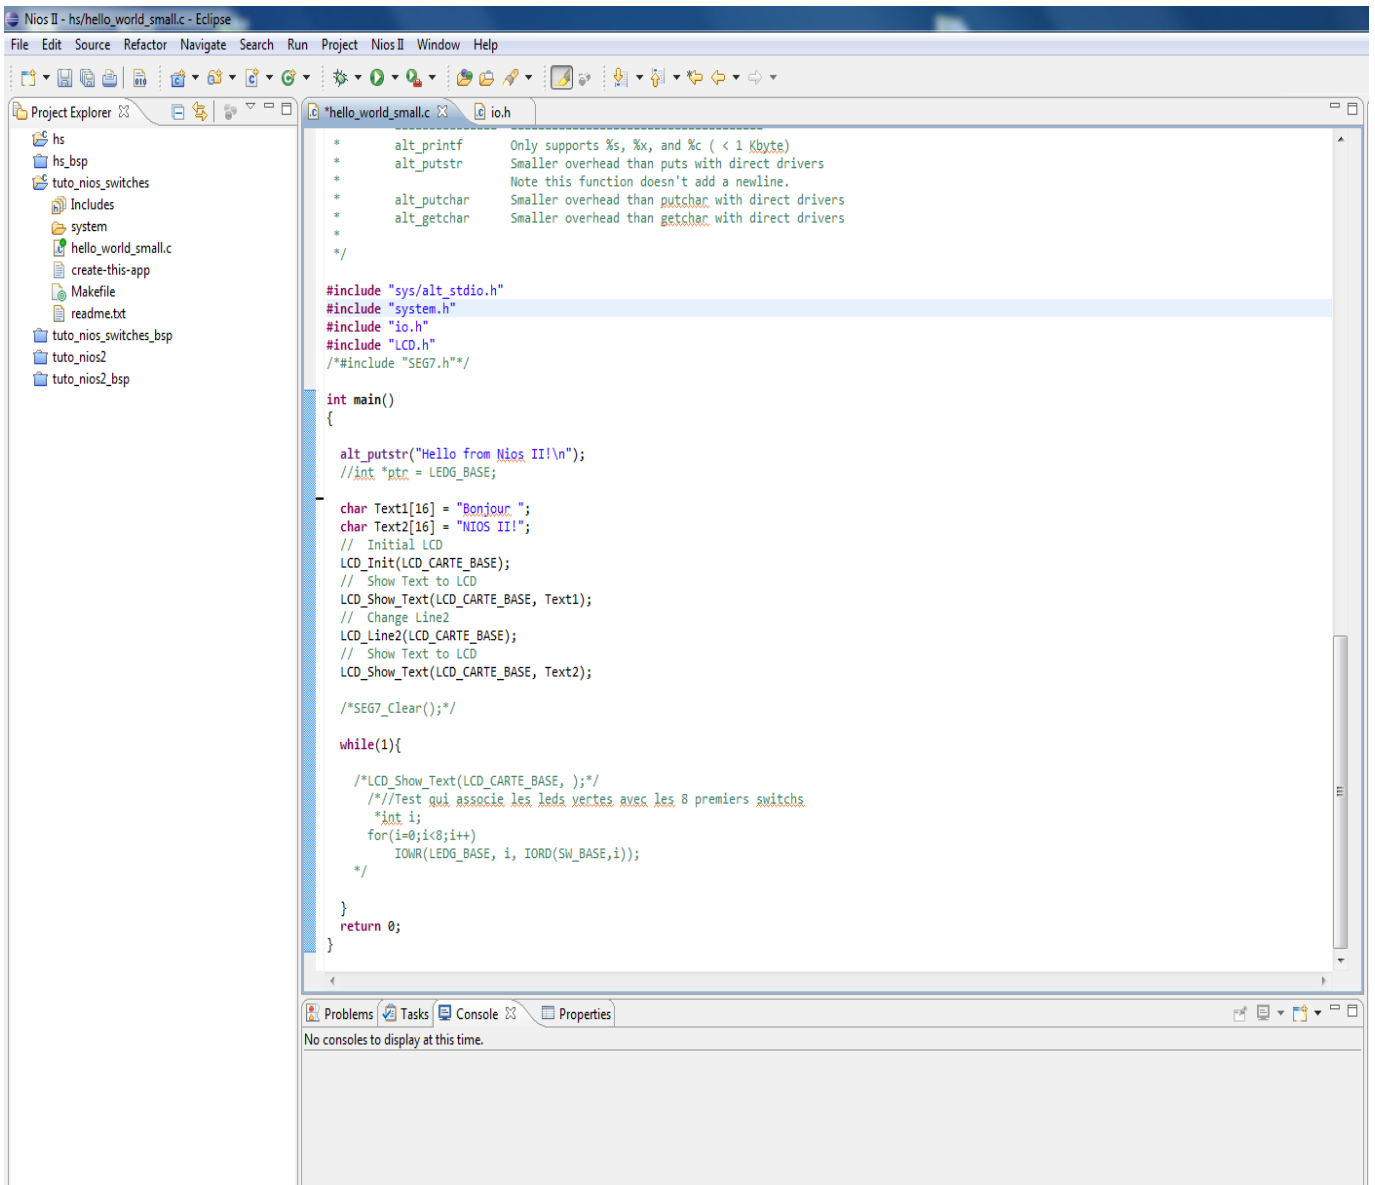 Nios II - hs/hello_world_small.c - Eclipse
File Edit Source Refactor Navigate Search Run Project Nios II Window Help
Project Explorer
hs
hs_bsp
tuto_nios_switches
Includes
system
hello_world_small.c
create-this-app
Makefile
readme.txt
tuto_nios_switches_bsp
tuto_nios2
tuto_nios2_bsp
*hello_world_small.c io.h
* alt_printf Only supports %s, %x, and %c ( < 1 Kbyte)
* alt_putstr Smaller overhead than puts with direct drivers
* Note this function doesn't add a newline.
* alt_putchar Smaller overhead than putchar with direct drivers
* alt_getchar Smaller overhead than getchar with direct drivers
*
*/
#include "sys/alt_stdio.h"
#include "system.h"
#include "io.h"
#include "LCD.h"
/*#include "SEG7.h"*/
int main()
{
alt_putstr("Hello from Nios II!\n");
//int *ptr = LEDG_BASE;
char Text1[16] = "Bonjour ";
char Text2[16] = "NIOS II!";
// Initial LCD
LCD_Init(LCD_CARTE_BASE);
// Show Text to LCD
LCD_Show_Text(LCD_CARTE_BASE, Text1);
// Change Line2
LCD_Line2(LCD_CARTE_BASE);
// Show Text to LCD
LCD_Show_Text(LCD_CARTE_BASE, Text2);
/*SEG7_Clear();*/
while(1){
/*LCD_Show_Text(LCD_CARTE_BASE, );*/
/*//Test qui associe les leds vertes avec les 8 premiers switchs
*int i;
for(i=0;i<8;i++)
IOWR(LEDG_BASE, i, IORD(SW_BASE,i));
*/
}
return 0;
}
Problems Tasks Console Properties
No consoles to display at this time.